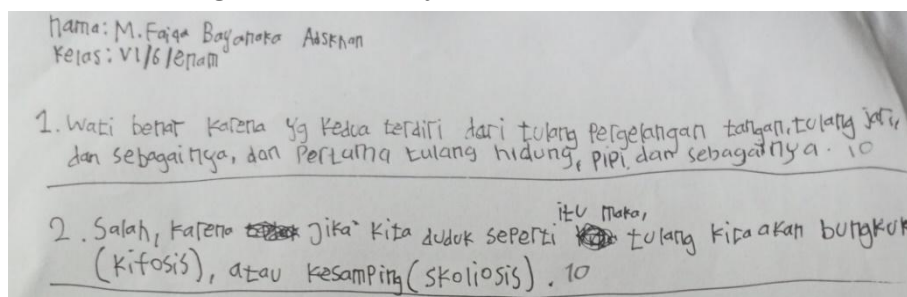 nama: M. Faiqa Bayanaka Adskhan
Kelas: VI/6/enam
1. Wati benar karena yg kedua terdiri dari tulang pergelangan tangan, tulang jari,
dan sebagainya, dan Pertama tulang hidung, pipi dan sebagainya. 10
itu maka,
2. Salah, karena jika kita duduk seperti tulang kita akan bungkuk
(kifosis), atau kesamping (skoliosis). 10